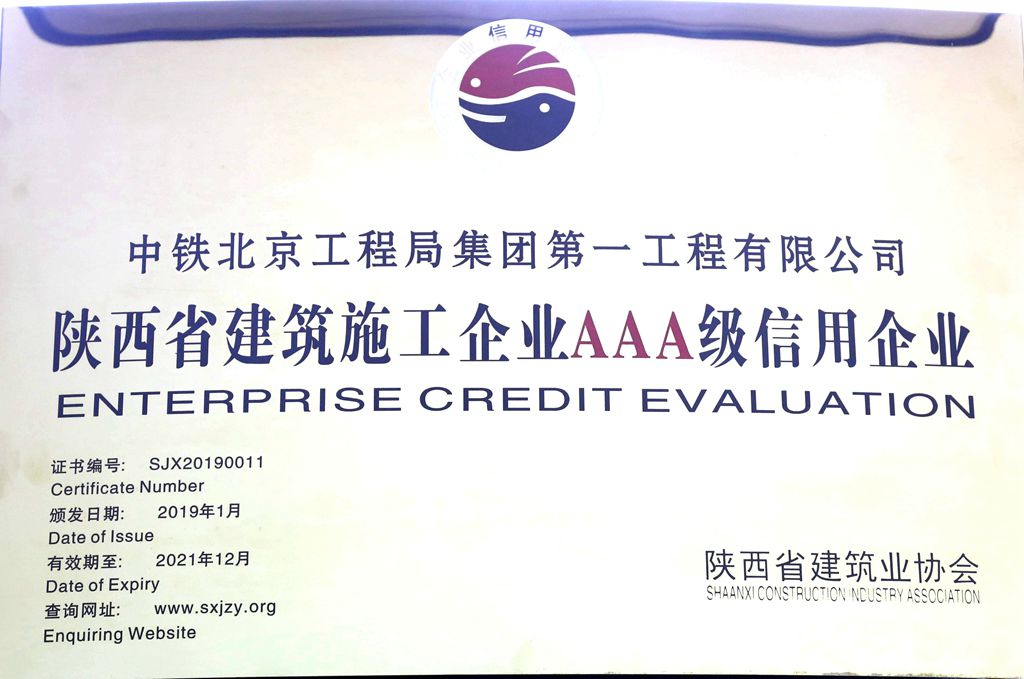 业信用
中铁北京工程局集团第一工程有限公司
陕西省建筑施工企业AAA级信用企业
ENTERPRISE CREDIT EVALUATION
证书编号: SJX20190011
Certificate Number
颁发日期: 2019年1月
Date of Issue
有效期至: 2021年12月
Date of Expiry
查询网址: www.sxjzy.org
Enquiring Website
陕西省建筑业协会
SHAANXI CONSTRUCTION INDUSTRY ASSOCIATION